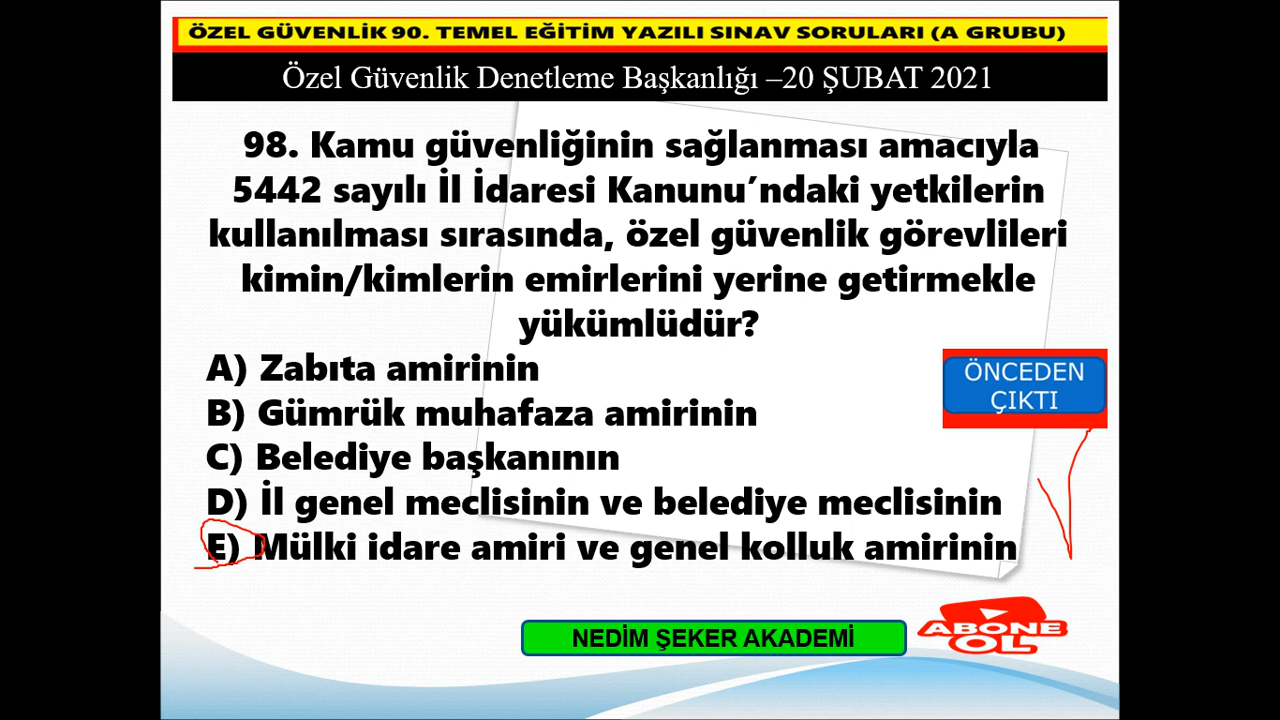 ÖZEL GÜVENLİK 90. TEMEL EĞİTİM YAZILI SINAV SORULARI (A GRUBU)
Özel Güvenlik Denetleme Başkanlığı –20 ŞUBAT 2021
98. Kamu güvenliğinin sağlanması amacıyla
5442 sayılı İl İdaresi Kanunu’ndaki yetkilerin
kullanılması sırasında, özel güvenlik görevlileri
kimin/kimlerin emirlerini yerine getirmekle
yükümlüdür?
A) Zabıta amirinin
B) Gümrük muhafaza amirinin
C) Belediye başkanının
D) İl genel meclisinin ve belediye meclisinin
E) Mülki idare amiri ve genel kolluk amirinin
ÖNCEDEN
ÇIKTI
NEDİM ŞEKER AKADEMİ
ABONE
OL